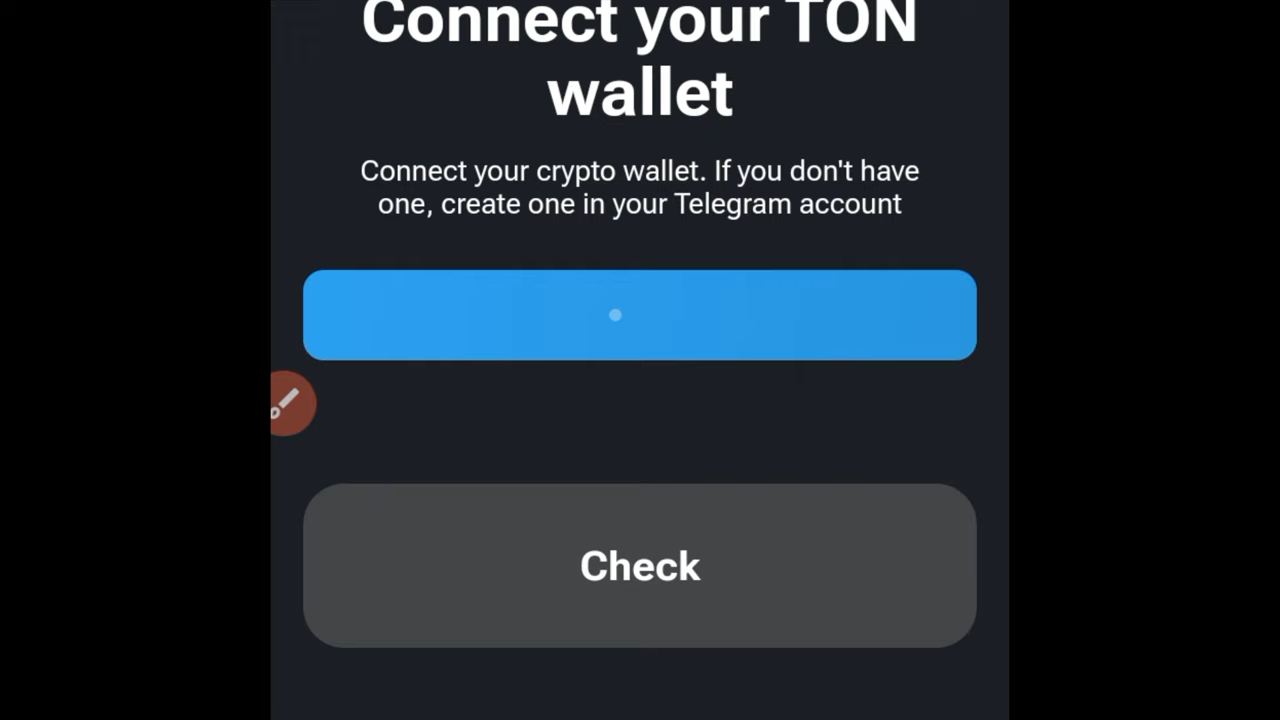 Connect your TON
wallet
Connect your crypto wallet. If you don't have
one, create one in your Telegram account
Check